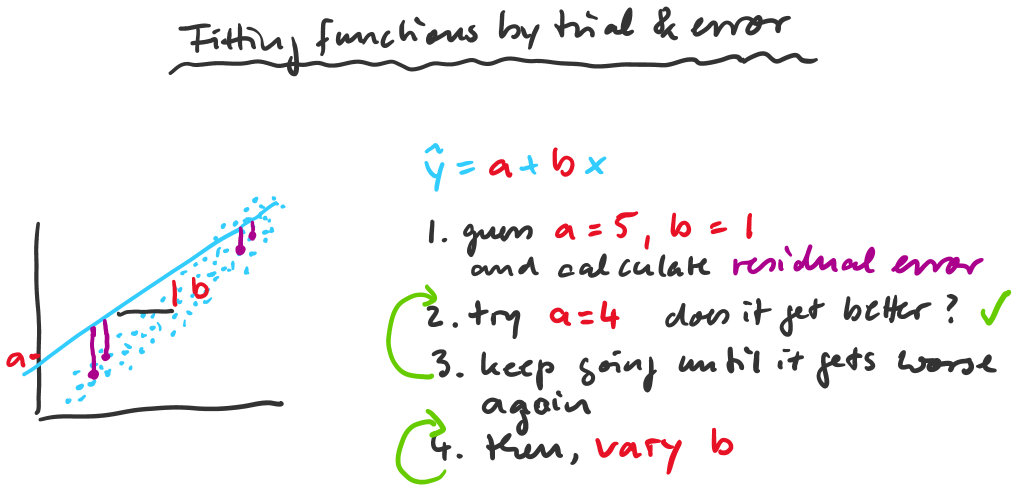 Fitting functions by trial & error
ŷ = a + b x
1. guess a = 5, b = 1
and calculate residual error
b
2. try a=4 does it get better? ✓
a
3. keep going until it gets worse
again
4. then, vary b